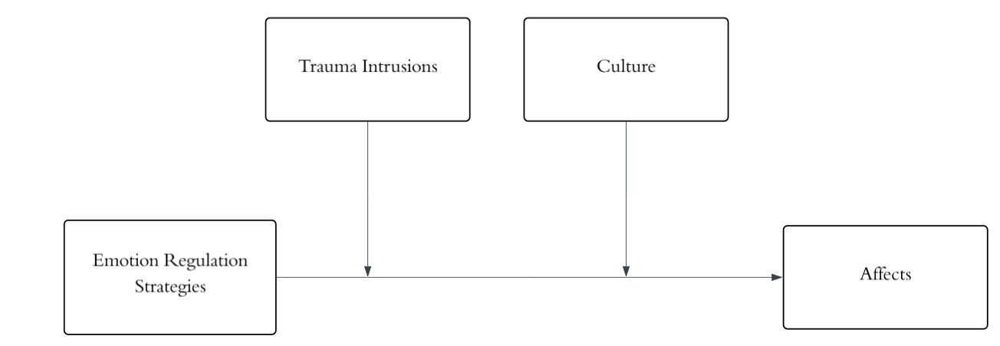 Trauma Intrusions
Culture
Emotion Regulation
Strategies
Affects